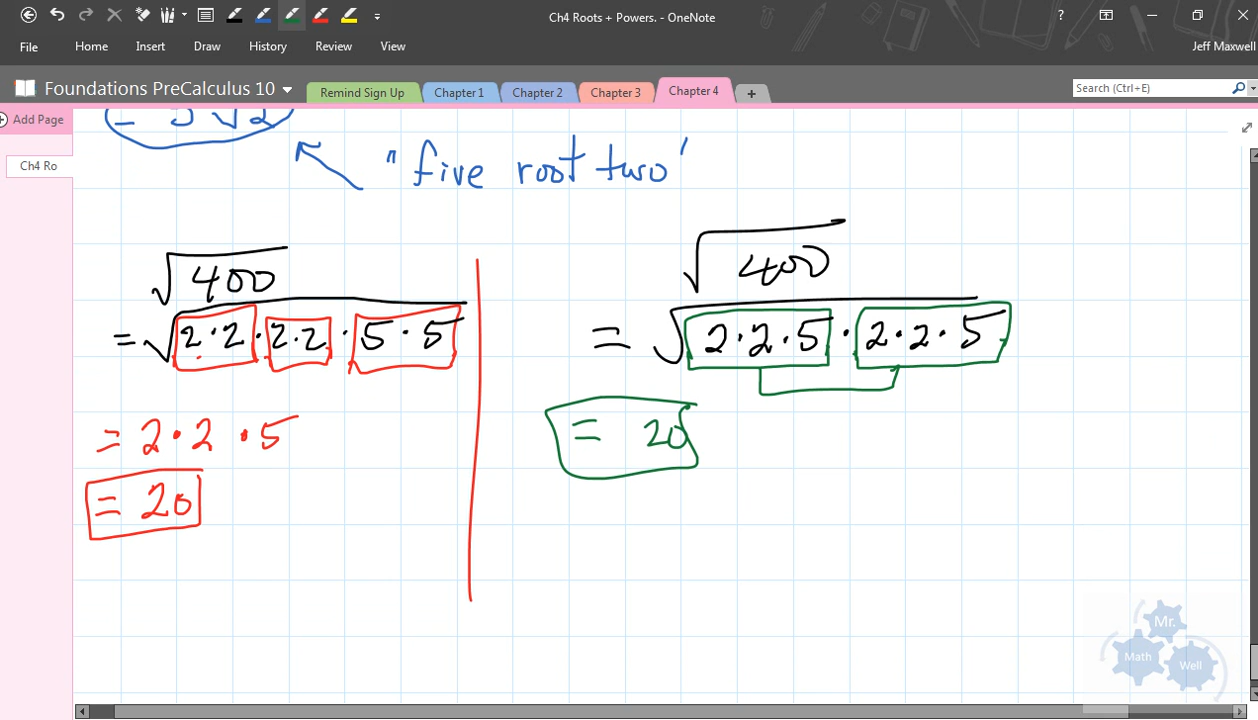 Ch4 Roots + Powers. - OneNote
?
File
Home
Insert
Draw
History
Review
View
Jeff Maxwell
Foundations PreCalculus 10
Remind Sign Up
Chapter 1
Chapter 2
Chapter 3
Chapter 4
Search (Ctrl+E)
Add Page
Ch4 Ro
= 5√2
"five root two"
√400
= √2·2·2·2·5·5
= 2·2·5
= 20
√400
= √2·2·5·2·2·5
= 20
Mr.
Math
Well